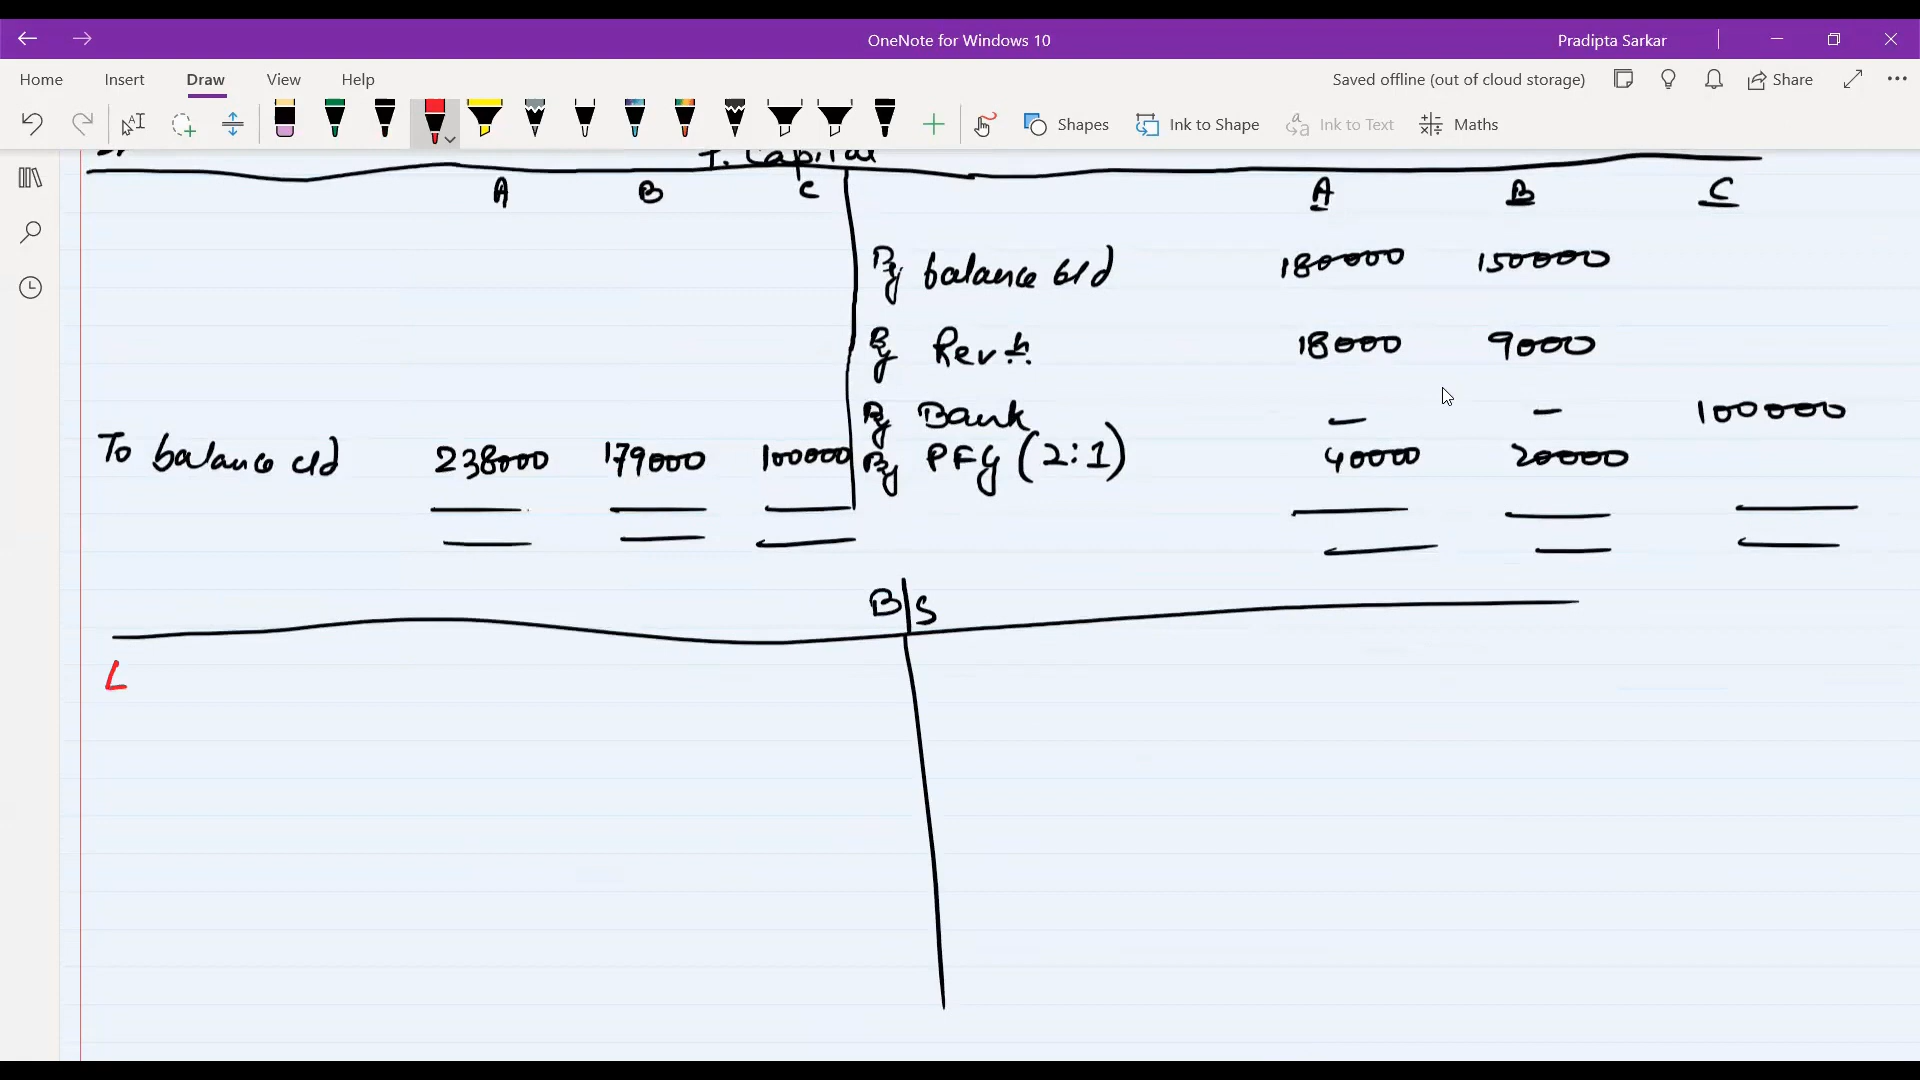 OneNote for Windows 10
Pradipta Sarkar
Home Insert Draw View Help
Saved offline (out of cloud storage)
Share
Shapes Ink to Shape Ink to Text Maths
Capital
A B C A B C
By balance b/d 180000 150000
By Rev 18000 9000
By Bank — — 100000
To balance c/d 238000 179000 100000 By PFG (2:1) 40000 20000
B/S
L